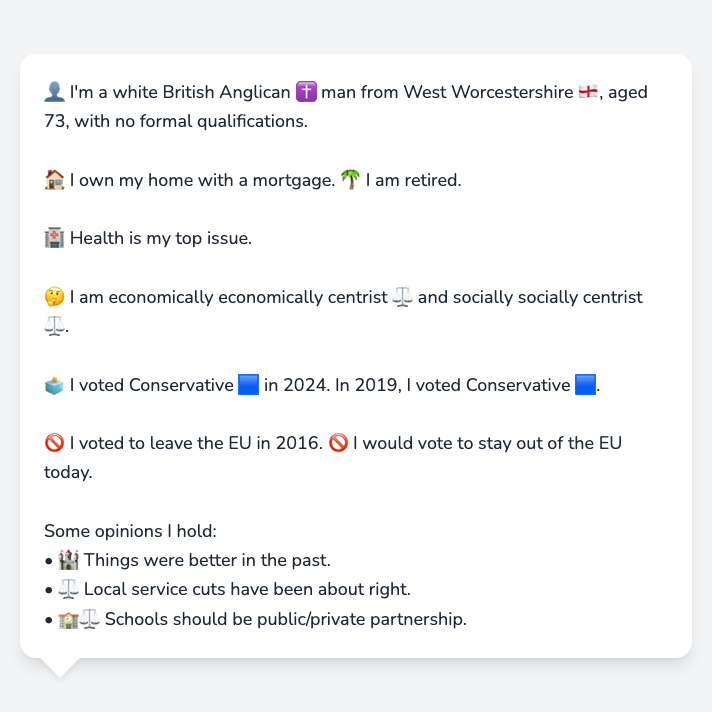 👤 I'm a white British Anglican ✝️ man from West Worcestershire 🏴󠁧󠁢󠁥󠁮󠁧󠁿, aged
73, with no formal qualifications.
🏠 I own my home with a mortgage. 🌴 I am retired.
🏥 Health is my top issue.
🤔 I am economically economically centrist ⚖️ and socially socially centrist
⚖️.
🗳️ I voted Conservative 🟦 in 2024. In 2019, I voted Conservative 🟦.
🚫 I voted to leave the EU in 2016. 🚫 I would vote to stay out of the EU
today.
Some opinions I hold:
• 🏰 Things were better in the past.
• ⚖️ Local service cuts have been about right.
• 🏫⚖️ Schools should be public/private partnership.